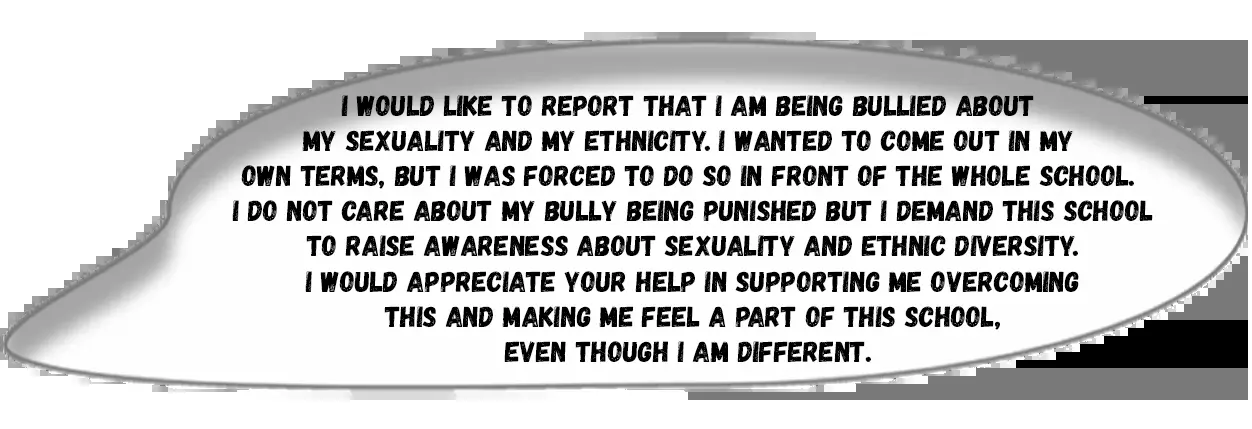 I WOULD LIKE TO REPORT THAT I AM BEING BULLIED ABOUT
MY SEXUALITY AND MY ETHNICITY. I WANTED TO COME OUT IN MY
OWN TERMS, BUT I WAS FORCED TO DO SO IN FRONT OF THE WHOLE SCHOOL.
I DO NOT CARE ABOUT MY BULLY BEING PUNISHED BUT I DEMAND THIS SCHOOL
TO RAISE AWARENESS ABOUT SEXUALITY AND ETHNIC DIVERSITY.
I WOULD APPRECIATE YOUR HELP IN SUPPORTING ME OVERCOMING
THIS AND MAKING ME FEEL A PART OF THIS SCHOOL,
EVEN THOUGH I AM DIFFERENT.